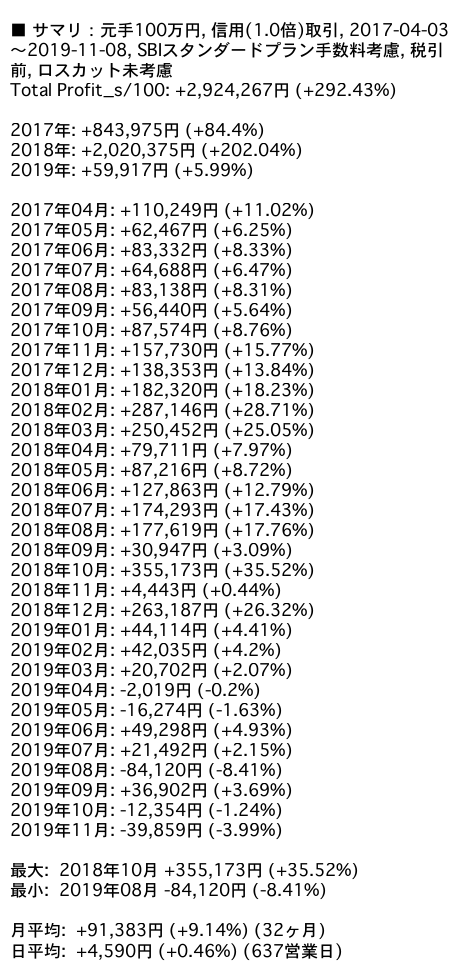 ■ サマリ：元手100万円, 信用(1.0倍)取引, 2017-04-03
〜2019-11-08, SBIスタンダードプラン手数料考慮, 税引
前, ロスカット未考慮
Total Profit_s/100: +2,924,267円 (+292.43%)
2017年: +843,975円 (+84.4%)
2018年: +2,020,375円 (+202.04%)
2019年: +59,917円 (+5.99%)
2017年04月: +110,249円 (+11.02%)
2017年05月: +62,467円 (+6.25%)
2017年06月: +83,332円 (+8.33%)
2017年07月: +64,688円 (+6.47%)
2017年08月: +83,138円 (+8.31%)
2017年09月: +56,440円 (+5.64%)
2017年10月: +87,574円 (+8.76%)
2017年11月: +157,730円 (+15.77%)
2017年12月: +138,353円 (+13.84%)
2018年01月: +182,320円 (+18.23%)
2018年02月: +287,146円 (+28.71%)
2018年03月: +250,452円 (+25.05%)
2018年04月: +79,711円 (+7.97%)
2018年05月: +87,216円 (+8.72%)
2018年06月: +127,863円 (+12.79%)
2018年07月: +174,293円 (+17.43%)
2018年08月: +177,619円 (+17.76%)
2018年09月: +30,947円 (+3.09%)
2018年10月: +355,173円 (+35.52%)
2018年11月: +4,443円 (+0.44%)
2018年12月: +263,187円 (+26.32%)
2019年01月: +44,114円 (+4.41%)
2019年02月: +42,035円 (+4.2%)
2019年03月: +20,702円 (+2.07%)
2019年04月: -2,019円 (-0.2%)
2019年05月: -16,274円 (-1.63%)
2019年06月: +49,298円 (+4.93%)
2019年07月: +21,492円 (+2.15%)
2019年08月: -84,120円 (-8.41%)
2019年09月: +36,902円 (+3.69%)
2019年10月: -12,354円 (-1.24%)
2019年11月: -39,859円 (-3.99%)
最大: 2018年10月 +355,173円 (+35.52%)
最小: 2019年08月 -84,120円 (-8.41%)
月平均: +91,383円 (+9.14%) (32ヶ月)
日平均: +4,590円 (+0.46%) (637営業日)